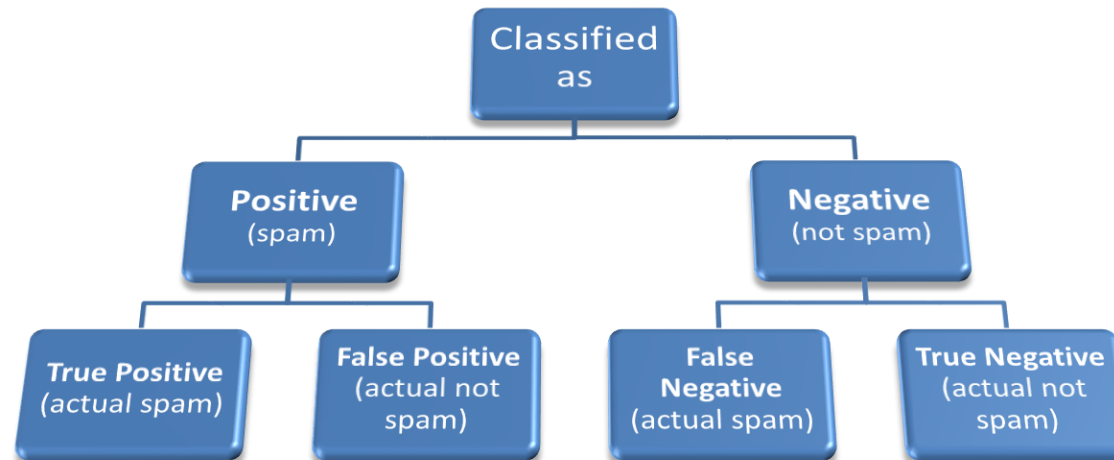 Classified
as
Positive
(spam)
Negative
(not spam)
True Positive
(actual spam)
False Positive
(actual not
spam)
False
Negative
(actual spam)
True Negative
(actual not
spam)